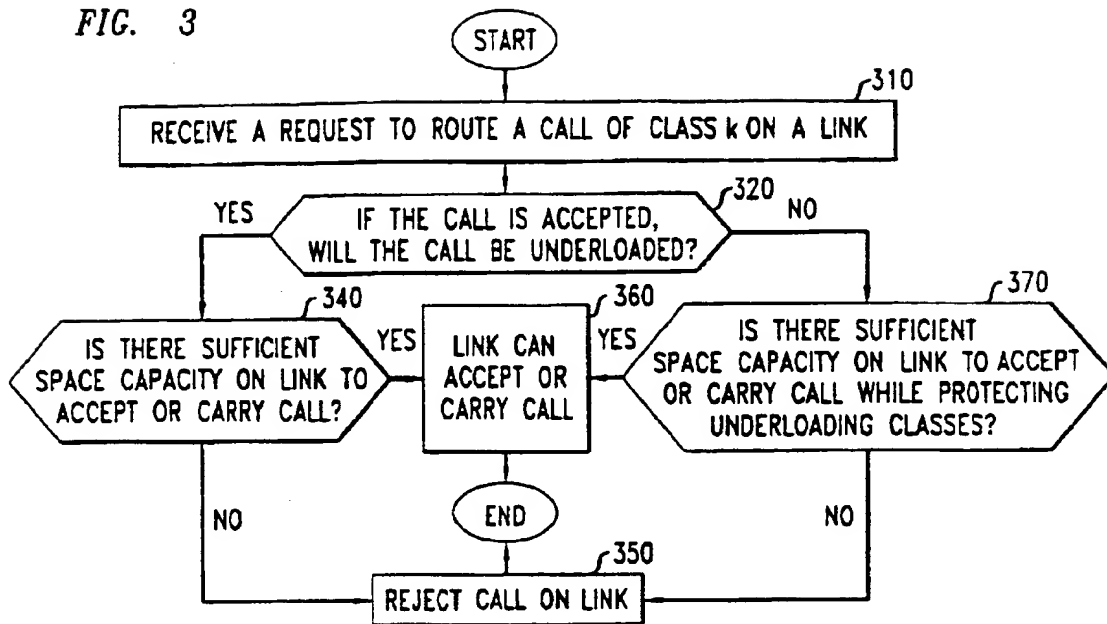 FIG. 3
START
310
RECEIVE A REQUEST TO ROUTE A CALL OF CLASS k ON A LINK
320
YES
IF THE CALL IS ACCEPTED,
WILL THE CALL BE UNDERLOADED?
NO
340
IS THERE SUFFICIENT
SPACE CAPACITY ON LINK TO
ACCEPT OR CARRY CALL?
YES
360
LINK CAN
ACCEPT OR
CARRY CALL
YES
370
IS THERE SUFFICIENT
SPACE CAPACITY ON LINK TO ACCEPT
OR CARRY CALL WHILE PROTECTING
UNDERLOADING CLASSES?
NO
END
NO
350
REJECT CALL ON LINK